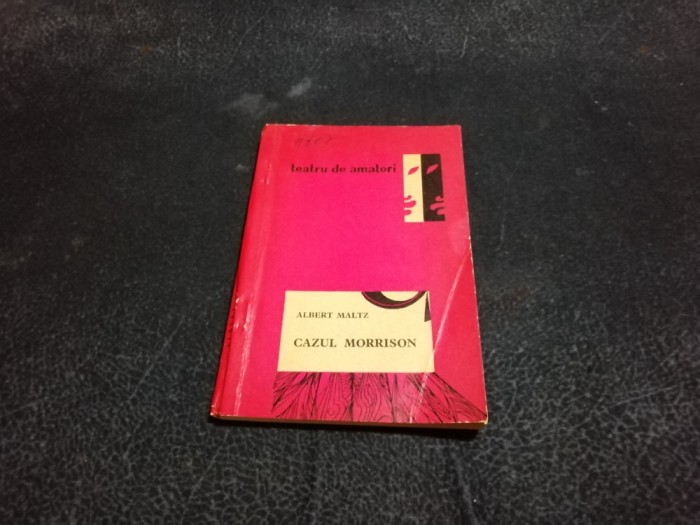 teatru de amatori
ALBERT MALTZ
CAZUL MORRISON